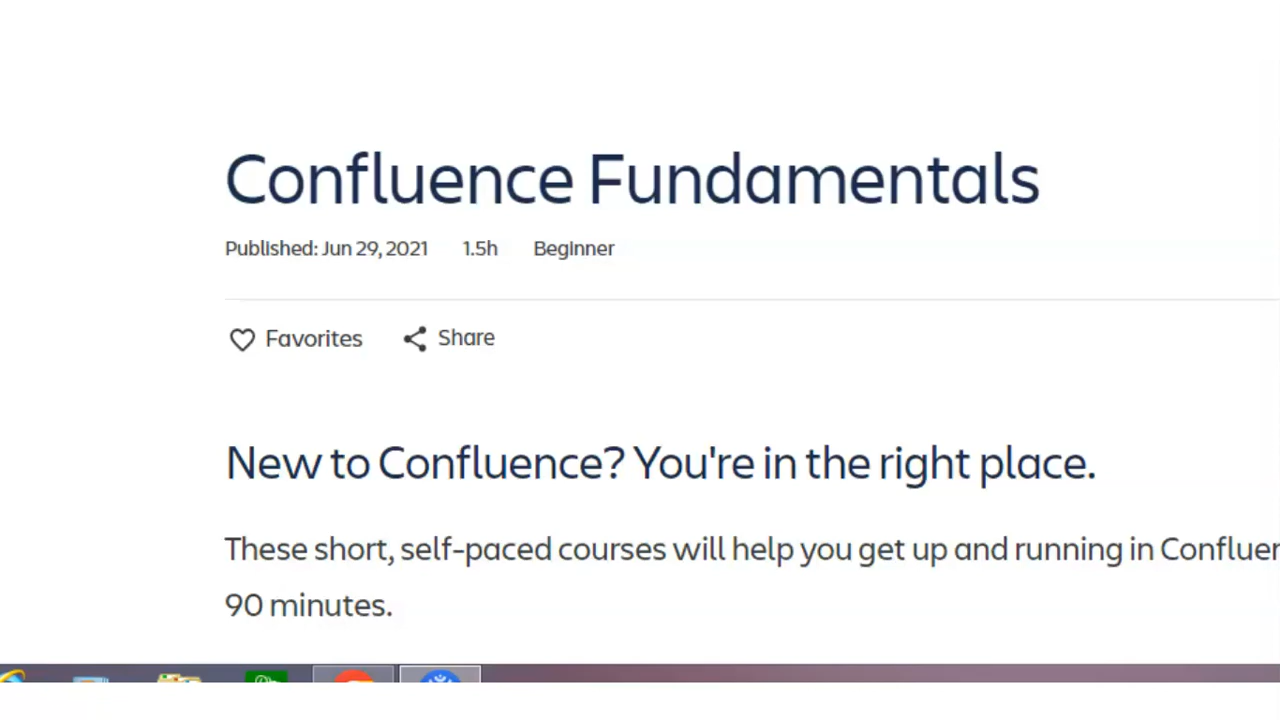 Confluence Fundamentals
Published: Jun 29, 2021 1.5h Beginner
Favorites Share
New to Confluence? You're in the right place.
These short, self-paced courses will help you get up and running in
90 minutes.